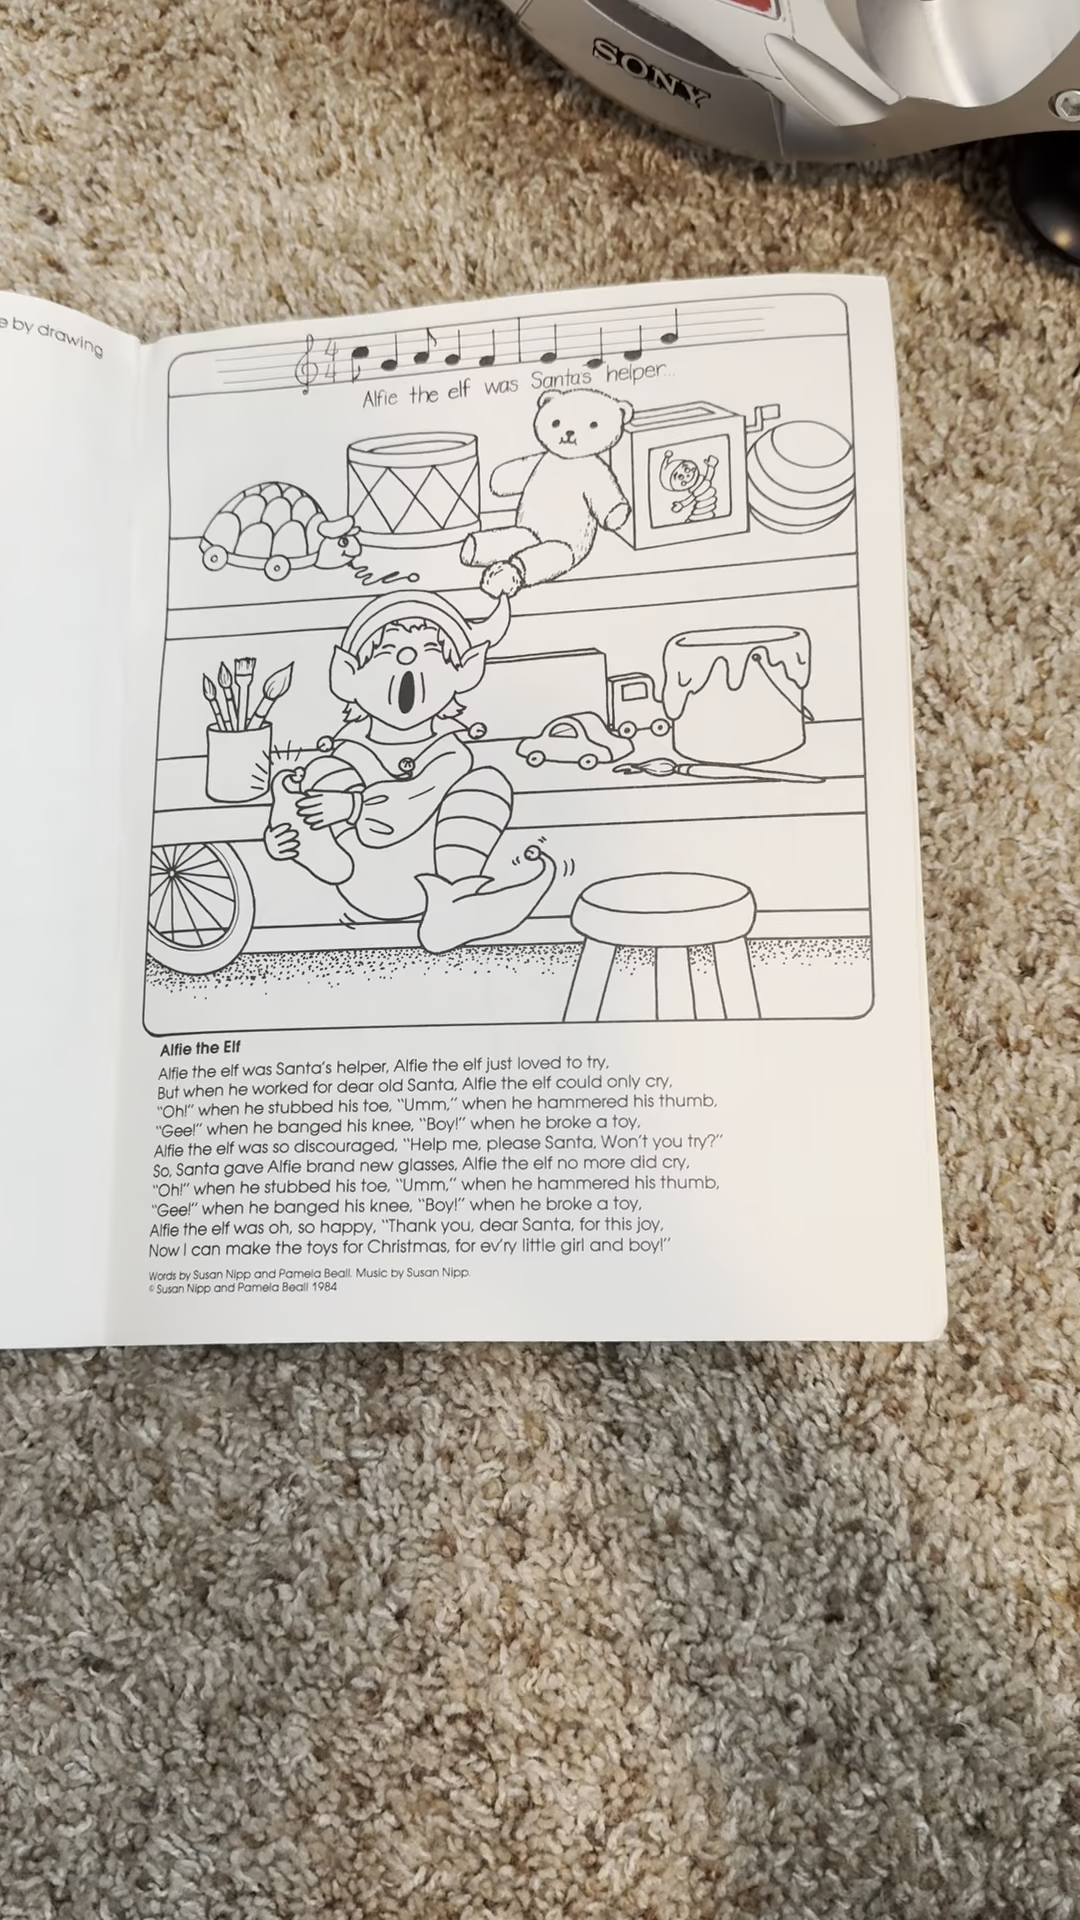 SONY
e by drawing
4
4
Alfie the elf was Santa's helper...
Alfie the Elf
Alfie the elf was Santa's helper, Alfie the elf just loved to try,
But when he worked for dear old Santa, Alfie the elf could only cry,
"Oh!" when he stubbed his toe, "Umm," when he hammered his thumb,
"Gee!" when he banged his knee, "Boy!" when he broke a toy,
Alfie the elf was so discouraged, "Help me, please Santa, Won't you try?"
So, Santa gave Alfie brand new glasses, Alfie the elf no more did cry,
"Oh!" when he stubbed his toe, "Umm," when he hammered his thumb,
"Gee!" when he banged his knee, "Boy!" when he broke a toy,
Alfie the elf was oh, so happy, "Thank you, dear Santa, for this joy,
Now I can make the toys for Christmas, for ev'ry little girl and boy!"
Words by Susan Nipp and Pamela Beall. Music by Susan Nipp.
© Susan Nipp and Pamela Beall 1984